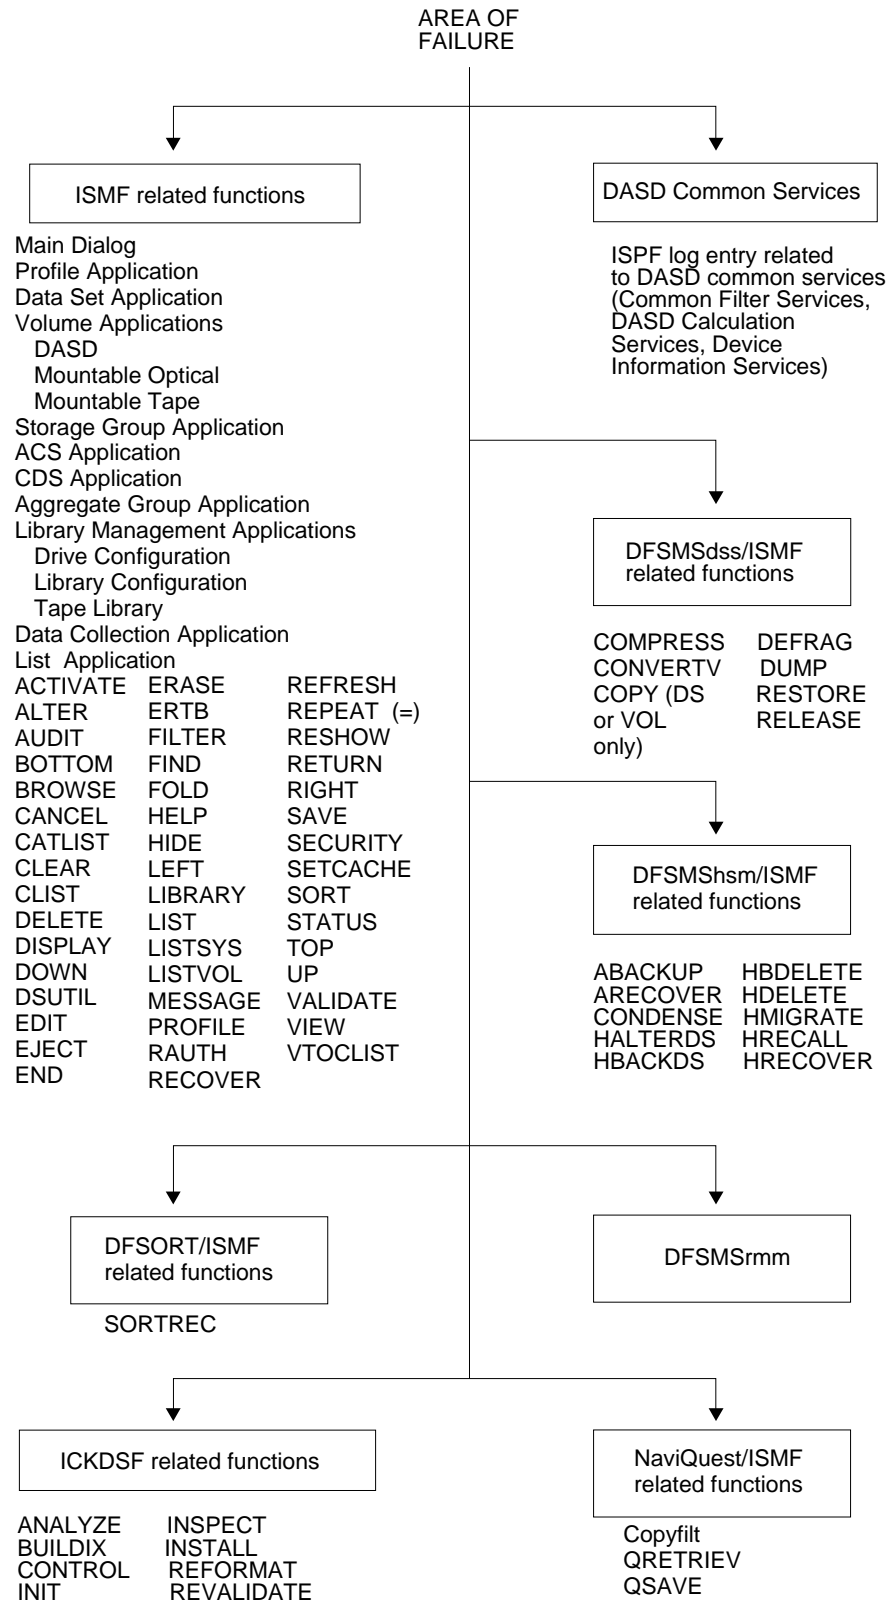 AREA OF
FAILURE
ISMF related functions
Main Dialog
Profile Application
Data Set Application
Volume Applications
DASD
Mountable Optical
Mountable Tape
Storage Group Application
ACS Application
CDS Application
Aggregate Group Application
Library Management Applications
Drive Configuration
Library Configuration
Tape Library
Data Collection Application
List Application
ACTIVATE ERASE REFRESH
ALTER ERTB REPEAT (=)
AUDIT FILTER RESHOW
BOTTOM FIND RETURN
BROWSE FOLD RIGHT
CANCEL HELP SAVE
CATLIST HIDE SECURITY
CLEAR LEFT SETCACHE
CLIST LIBRARY SORT
DELETE LIST STATUS
DISPLAY LISTSYS TOP
DOWN LISTVOL UP
DSUTIL MESSAGE VALIDATE
EDIT PROFILE VIEW
EJECT RAUTH VTOCLIST
END RECOVER
DASD Common Services
ISPF log entry related
to DASD common services
(Common Filter Services,
DASD Calculation
Services, Device
Information Services)
DFSMSdss/ISMF
related functions
COMPRESS DEFRAG
CONVERTV DUMP
COPY (DS RESTORE
or VOL RELEASE
only)
DFSMShsm/ISMF
related functions
ABACKUP HBDELETE
ARECOVER HDELETE
CONDENSE HMIGRATE
HALTERDS HRECALL
HBACKDS HRECOVER
DFSORT/ISMF
related functions
SORTREC
DFSMSrmm
ICKDSF related functions
ANALYZE INSPECT
BUILDIX INSTALL
CONTROL REFORMAT
INIT REVALIDATE
NaviQuest/ISMF
related functions
Copyfilt
QRETRIEV
QSAVE